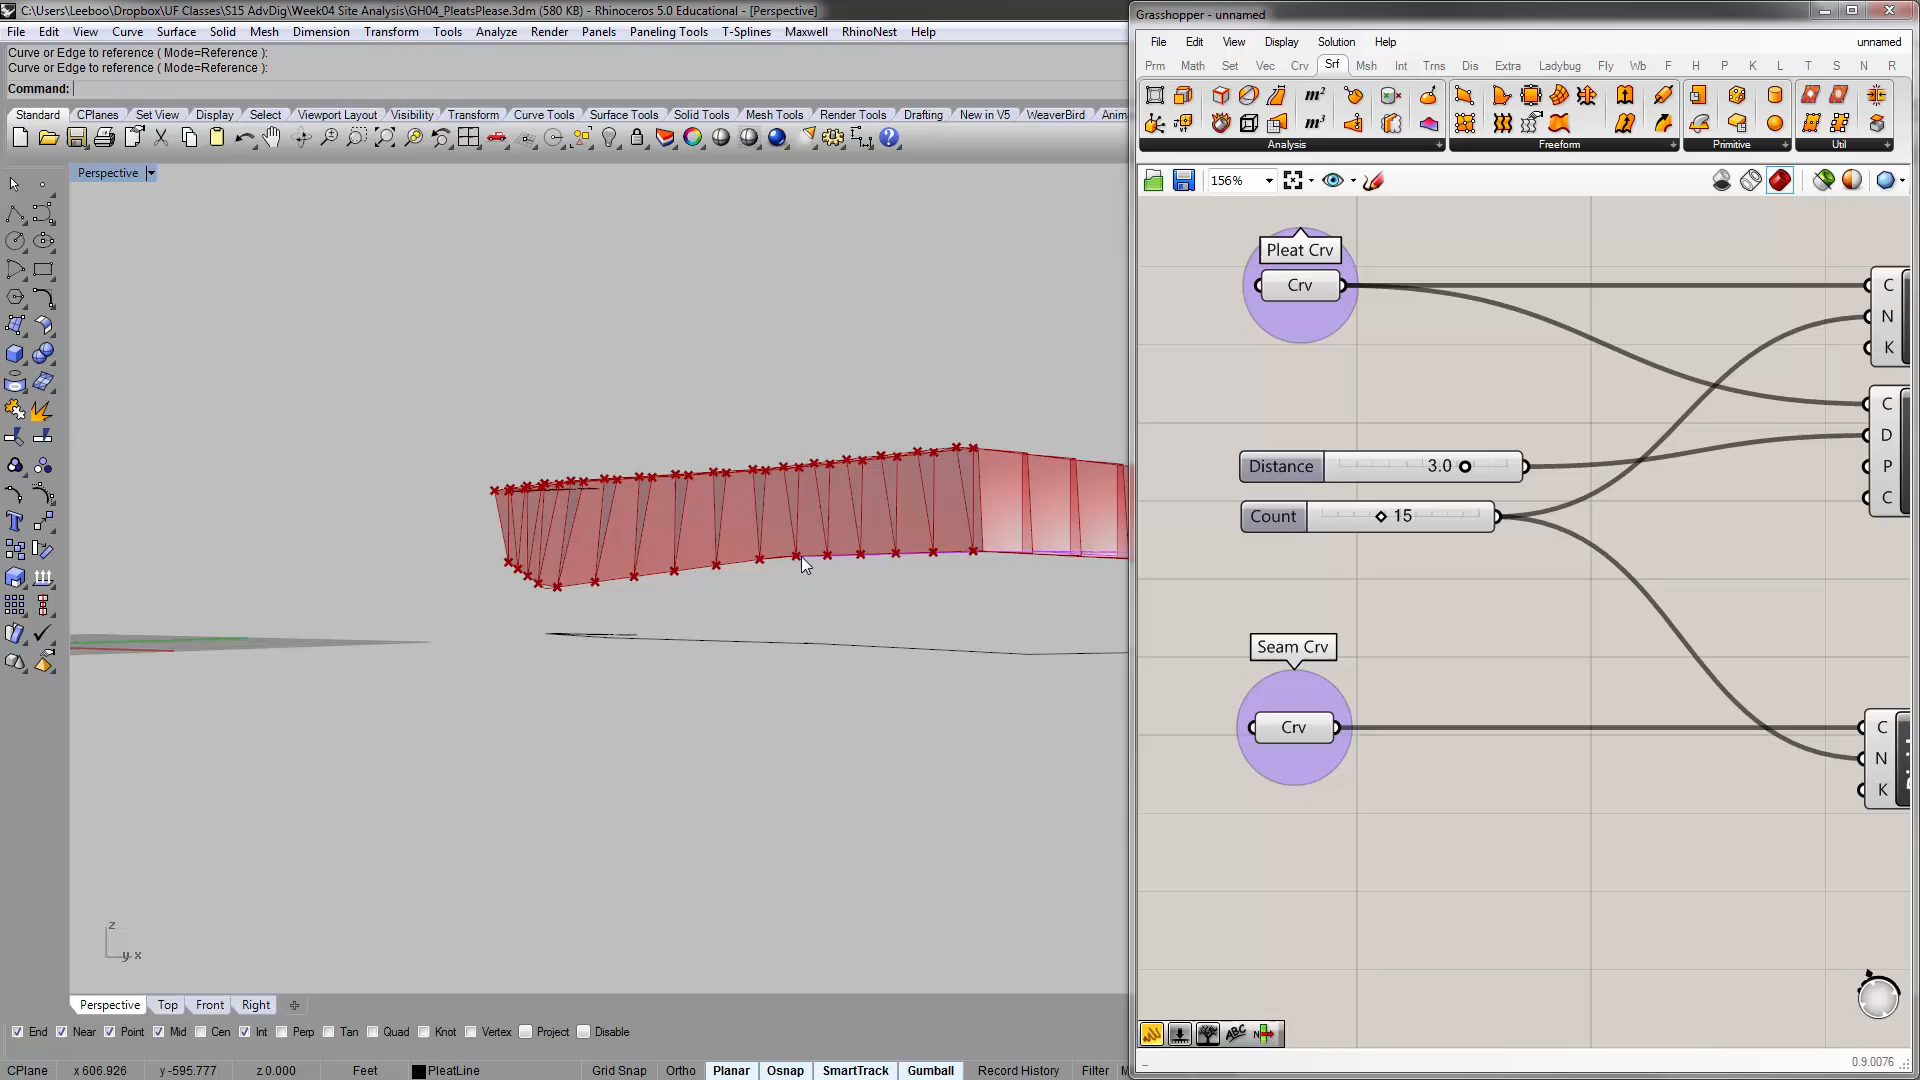 C:\Users\Leeboo\Dropbox\UF Classes\S15 AdvDig\Week04 Site Analysis\GH04_PleatsPlease.3dm (580 KB) - Rhinoceros 5.0 Educational - [Perspective]
File Edit View Curve Surface Solid Mesh Dimension Transform Tools Analyze Render Panels Paneling Tools T-Splines Maxwell RhinoNest Help
Curve or Edge to reference ( Mode=Reference ):
Curve or Edge to reference ( Mode=Reference ):
Command:
Standard CPlanes Set View Display Select Viewport Layout Visibility Transform Curve Tools Surface Tools Solid Tools Mesh Tools Render Tools Drafting New in V5 WeaverBird Anim
Perspective
z
y x
Perspective Top Front Right
End Near Point Mid Cen Int Perp Tan Quad Knot Vertex Project Disable
CPlane x 606.926 y -595.777 z 0.000 Feet PleatLine Grid Snap Ortho Planar Osnap SmartTrack Gumball Record History Filter M
Grasshopper - unnamed
File Edit View Display Solution Help unnamed
Prm Math Set Vec Crv Srf Msh Int Trns Dis Extra Ladybug Fly Wb F H P K L T S N R
m² m³
Analysis Freeform Primitive Util
156%
Pleat Crv
Crv
C
N
K
C
Distance 3.0
D
P
C
Count 15
Seam Crv
Crv
C
N
K
ABC
0.9.0076